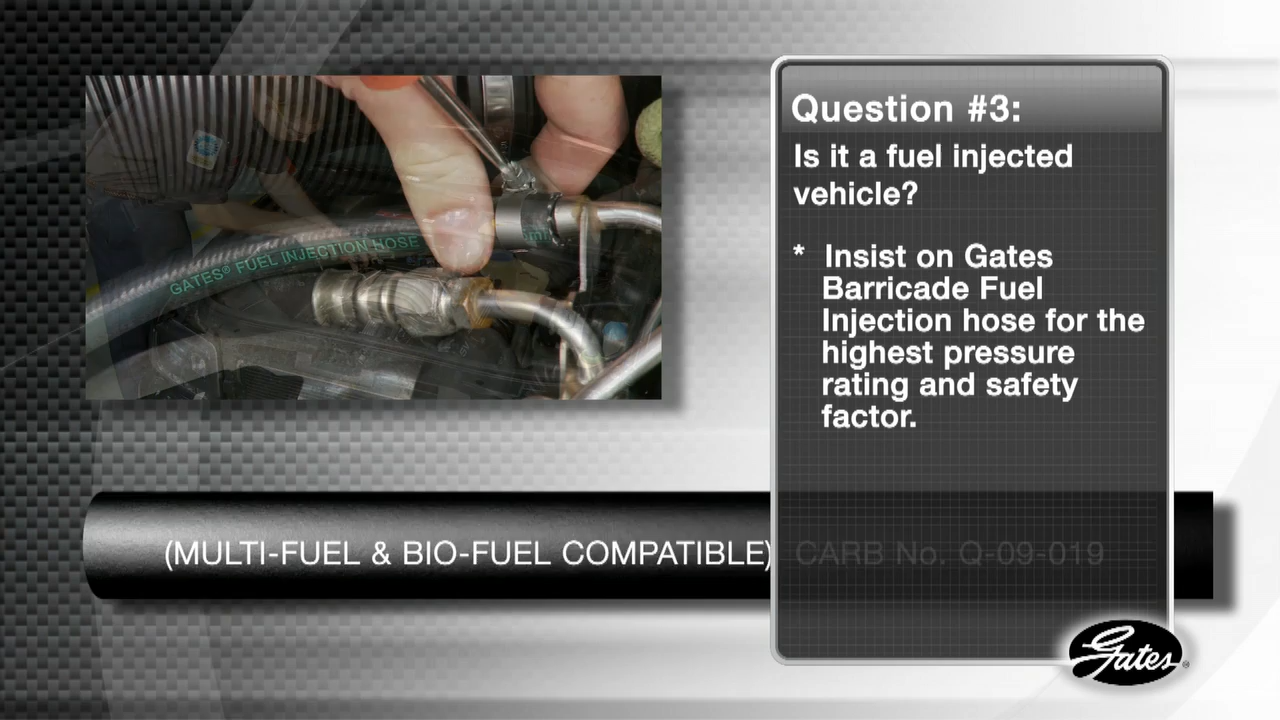 Question #3:
Is it a fuel injected
vehicle?
* Insist on Gates
Barricade Fuel
Injection hose for the
highest pressure
rating and safety
factor.
GATES® FUEL INJECTION HOSE
(MULTI-FUEL & BIO-FUEL COMPATIBLE) CARB No. Q-09-019
Gates®